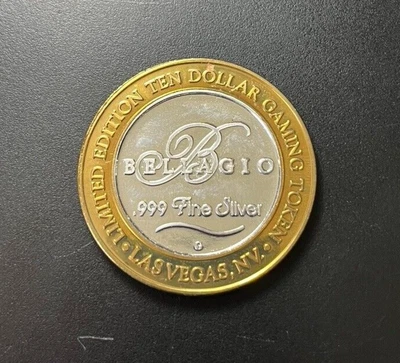 LIMITED EDITION TEN DOLLAR GAMING TOKEN
B
BELLAGIO
.999 Fine Silver
• LAS VEGAS, NV. •